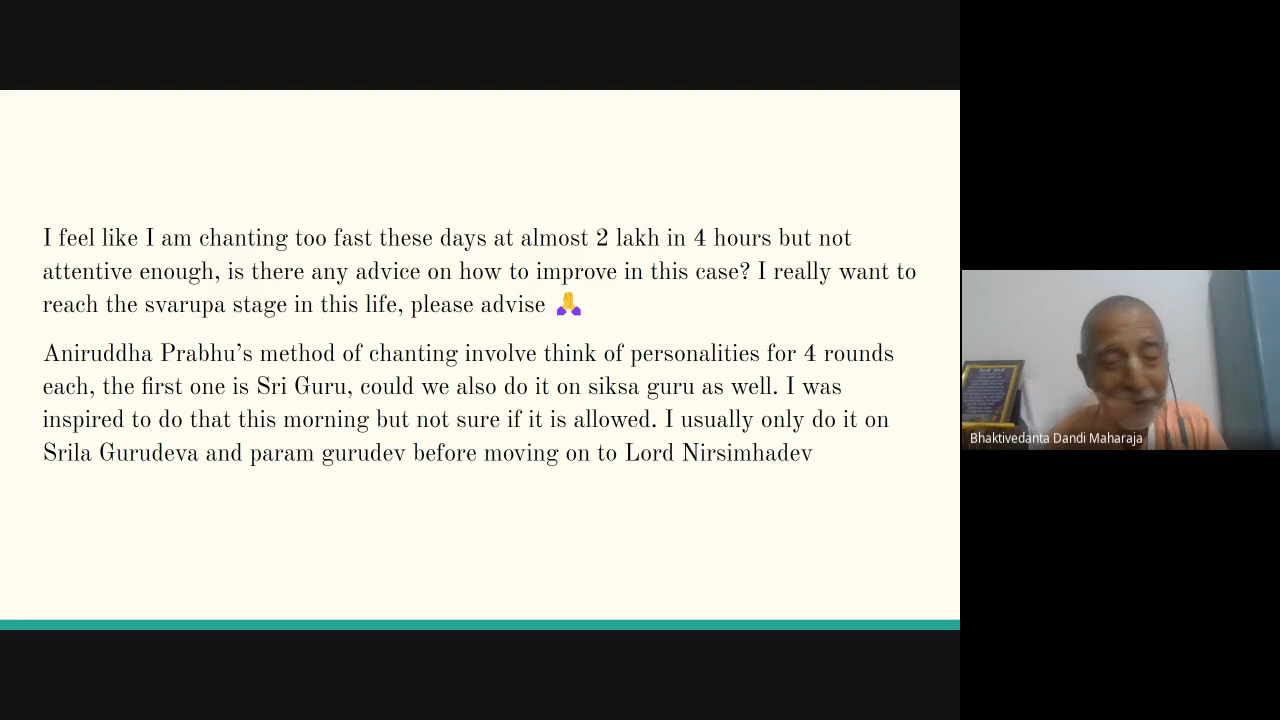 I feel like I am chanting too fast these days at almost 2 lakh in 4 hours but not
attentive enough, is there any advice on how to improve in this case? I really want to
reach the svarupa stage in this life, please advise 🙏
Aniruddha Prabhu’s method of chanting involve think of personalities for 4 rounds
each, the first one is Sri Guru, could we also do it on siksa guru as well. I was
inspired to do that this morning but not sure if it is allowed. I usually only do it on
Srila Gurudeva and param gurudev before moving on to Lord Nirsimhadev
Bhaktivedanta Dandi Maharaja